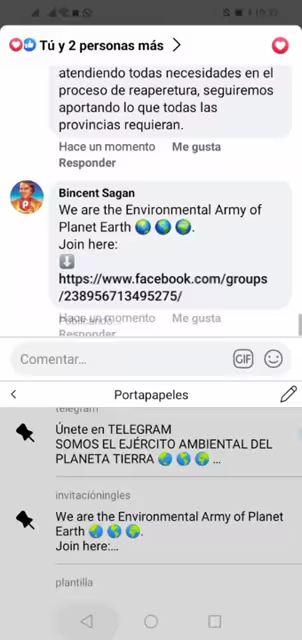 Tú y 2 personas más
atendiendo todas necesidades en el
proceso de reaperetura, seguiremos
aportando lo que todas las
provincias requieran.
Hace un momento Me gusta
Responder
Bincent Sagan
We are the Environmental Army of
Planet Earth 🌏 🌎 🌍.
Join here:
⬇️
https://www.facebook.com/groups
/238956713495275/
Hace un momento Me gusta
Responder
Comentar...
GIF
Portapapeles
telegram
Únete en TELEGRAM
SOMOS EL EJÉRCITO AMBIENTAL DEL
PLANETA TIERRA 🌏 🌎 🌍 ...
invitacióningles
We are the Environmental Army of Planet
Earth 🌏 🌎 🌍.
Join here:...
plantilla